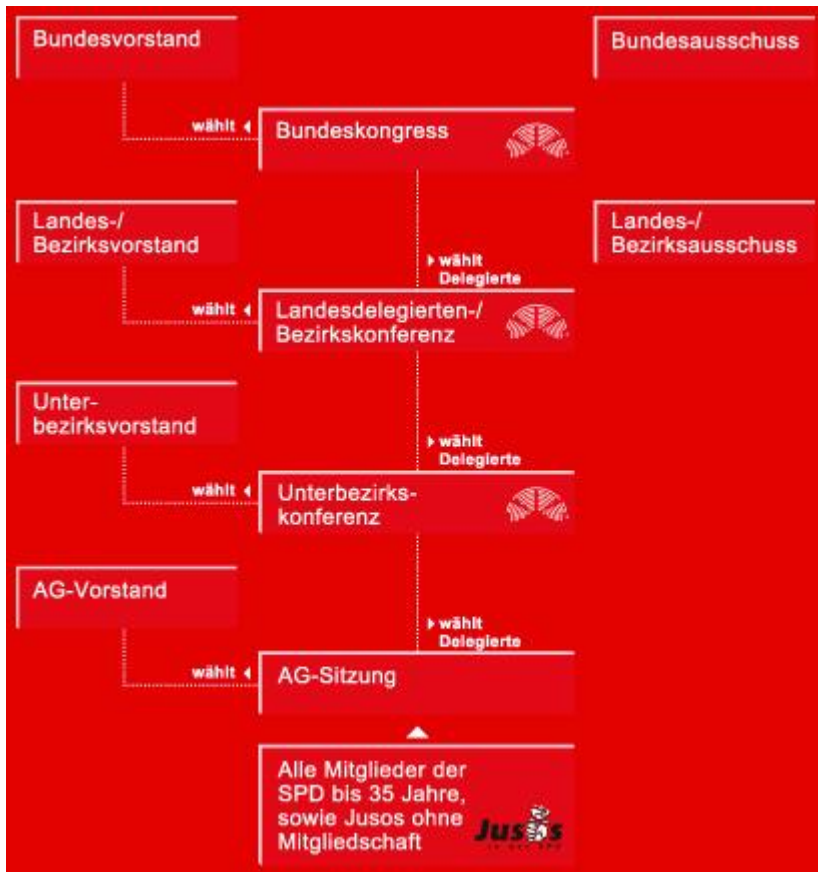 Bundesvorstand
Bundesausschuss
wählt
Bundeskongress
Landes-/
Bezirksvorstand
Landes-/
Bezirksausschuss
wählt
Delegierte
wählt
Landesdelegierten-/
Bezirkskonferenz
Unter-
bezirksvorstand
wählt
Delegierte
wählt
Unterbezirks-
konferenz
AG-Vorstand
wählt
Delegierte
wählt
AG-Sitzung
Alle Mitglieder der
SPD bis 35 Jahre,
sowie Jusos ohne
Mitgliedschaft
Jusos